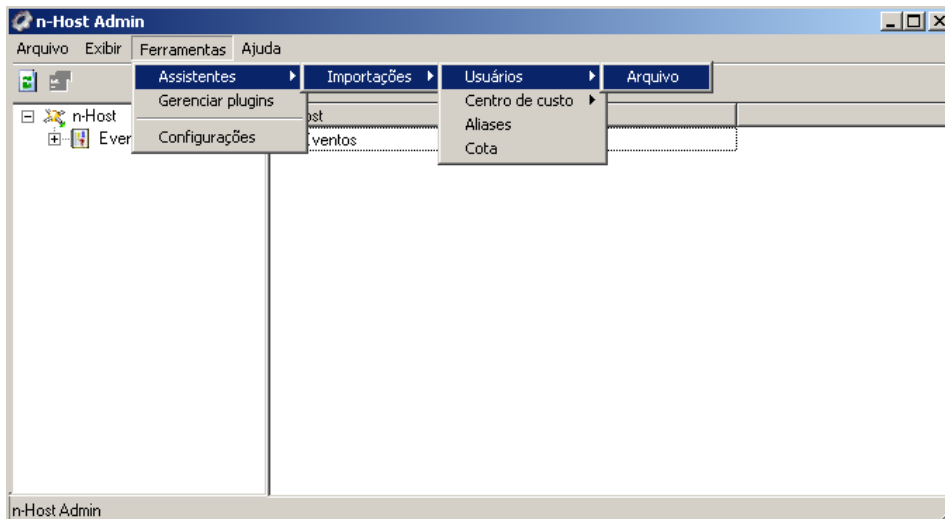 n-Host Admin
Arquivo Exibir Ferramentas Ajuda
Assistentes Importações Usuários Arquivo
Gerenciar plugins Centro de custo
n-Host
Aliases
Configurações
Eventos
Cota
n-Host Admin